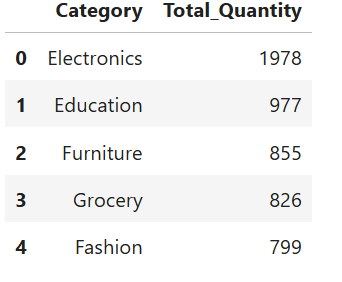 Category Total_Quantity
0 Electronics 1978
1 Education 977
2 Furniture 855
3 Grocery 826
4 Fashion 799